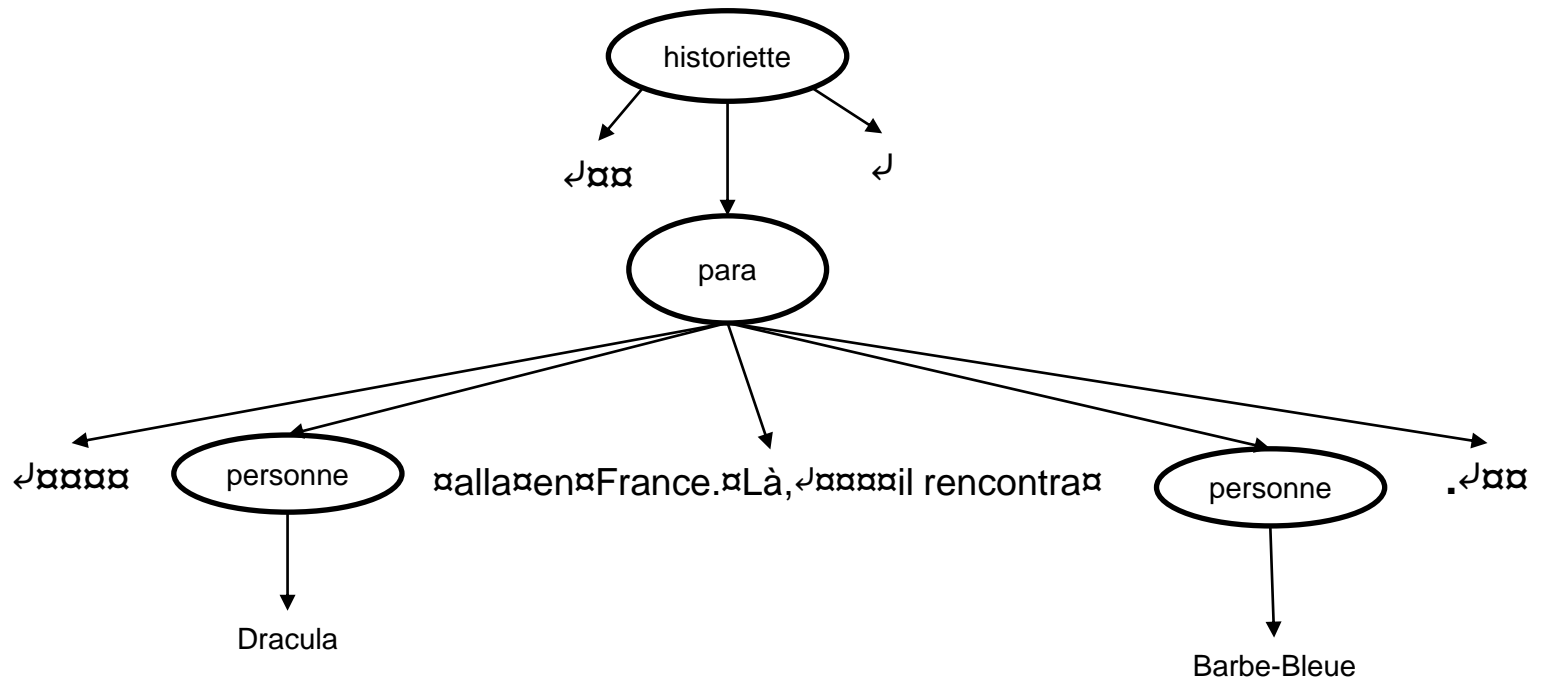 historiette
⤶¤¤
⤶
para
⤶¤¤¤¤
personne
¤alla¤en¤France.¤Là,⤶¤¤¤¤il rencontra¤
personne
.⤶¤¤
Dracula
Barbe-Bleue